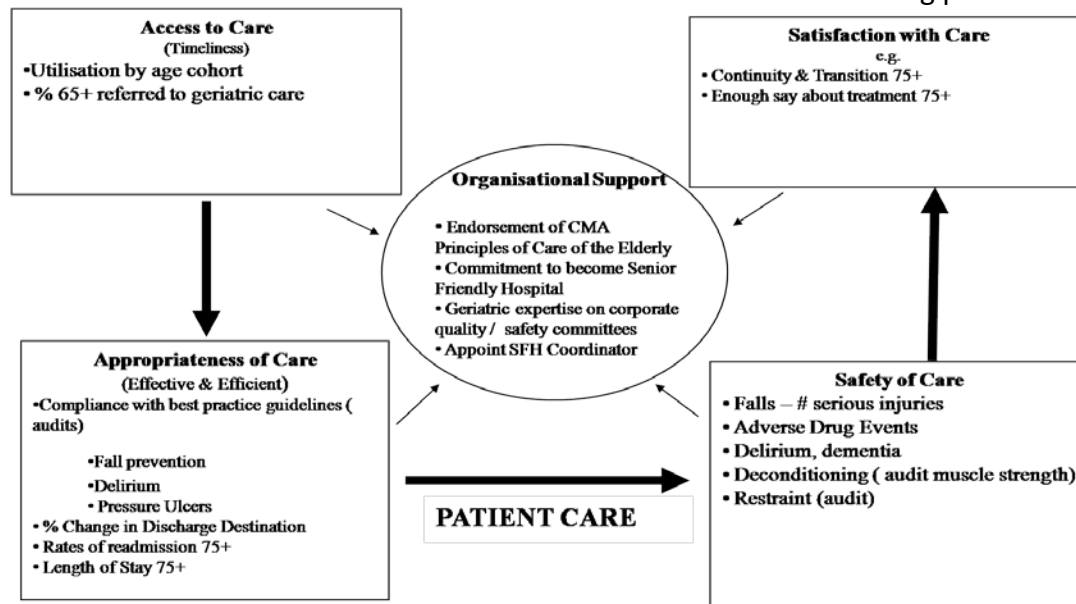 Access to Care
(Timeliness)
•Utilisation by age cohort
•% 65+ referred to geriatric care
Satisfaction with Care
e.g.
• Continuity & Transition 75+
• Enough say about treatment 75+
Organisational Support
• Endorsement of CMA
Principles of Care of the Elderly
• Commitment to become Senior
Friendly Hospital
• Geriatric expertise on corporate
quality / safety committees
• Appoint SFH Coordinator
Appropriateness of Care
(Effective & Efficient)
•Compliance with best practice guidelines (
audits)
•Fall prevention
•Delirium
•Pressure Ulcers
•% Change in Discharge Destination
•Rates of readmission 75+
•Length of Stay 75+
PATIENT CARE
Safety of Care
• Falls – # serious injuries
• Adverse Drug Events
• Delirium, dementia
• Deconditioning ( audit muscle strength)
• Restraint (audit)